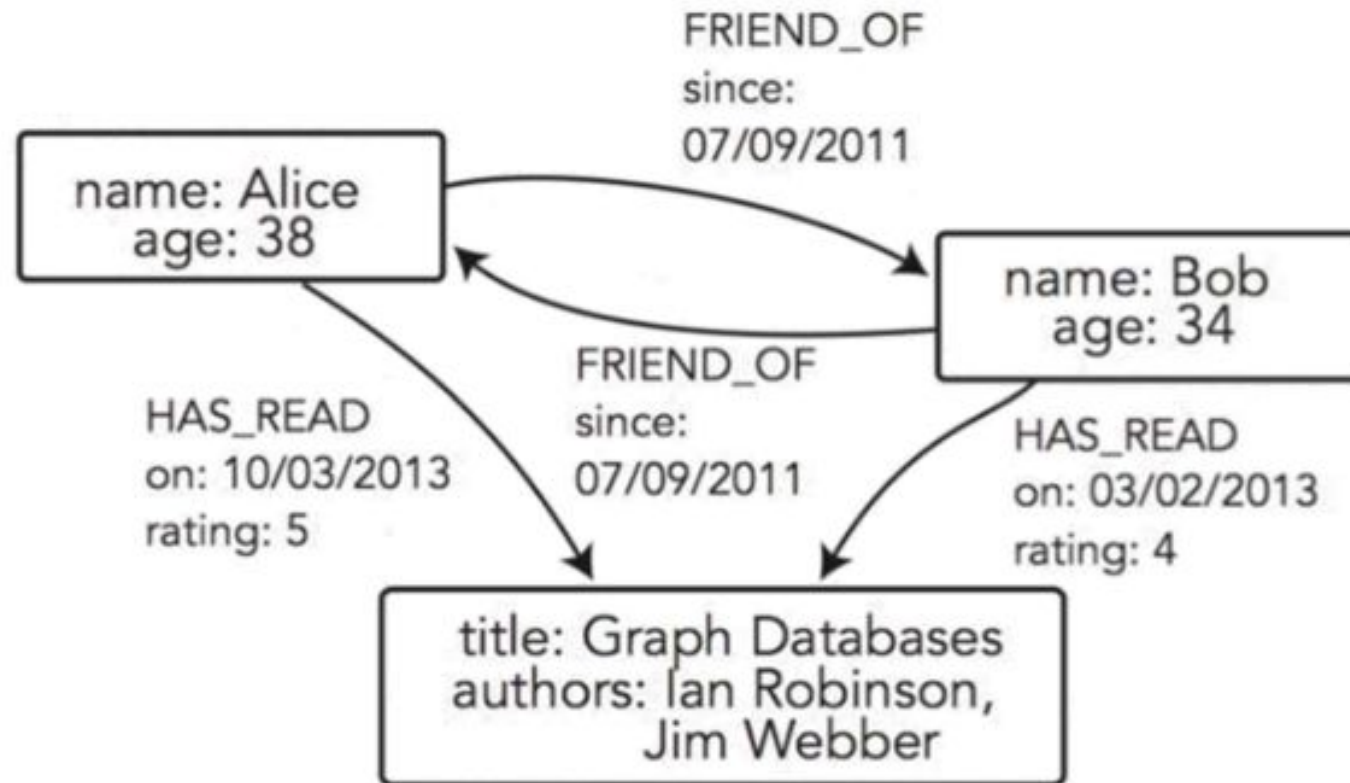 FRIEND_OF
since:
07/09/2011
name: Alice
age: 38
name: Bob
age: 34
FRIEND_OF
since:
07/09/2011
HAS_READ
on: 10/03/2013
rating: 5
HAS_READ
on: 03/02/2013
rating: 4
title: Graph Databases
authors: Ian Robinson,
Jim Webber